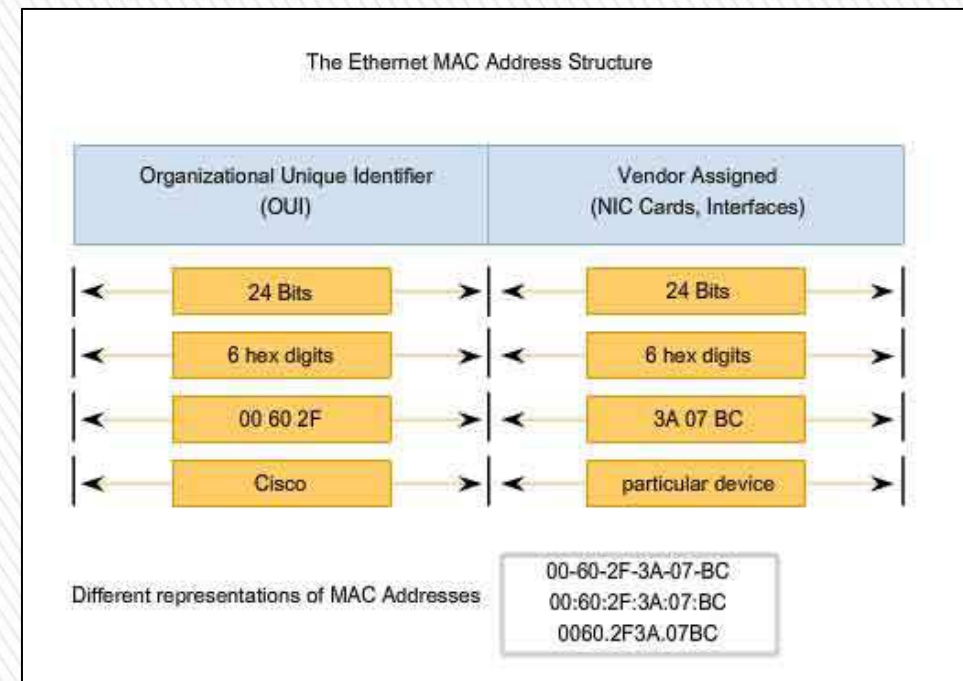 The Ethernet MAC Address Structure
Organizational Unique Identifier
(OUI)
Vendor Assigned
(NIC Cards, Interfaces)
24 Bits
24 Bits
6 hex digits
6 hex digits
00 60 2F
3A 07 BC
Cisco
particular device
Different representations of MAC Addresses
00-60-2F-3A-07-BC
00:60:2F:3A:07:BC
0060.2F3A.07BC